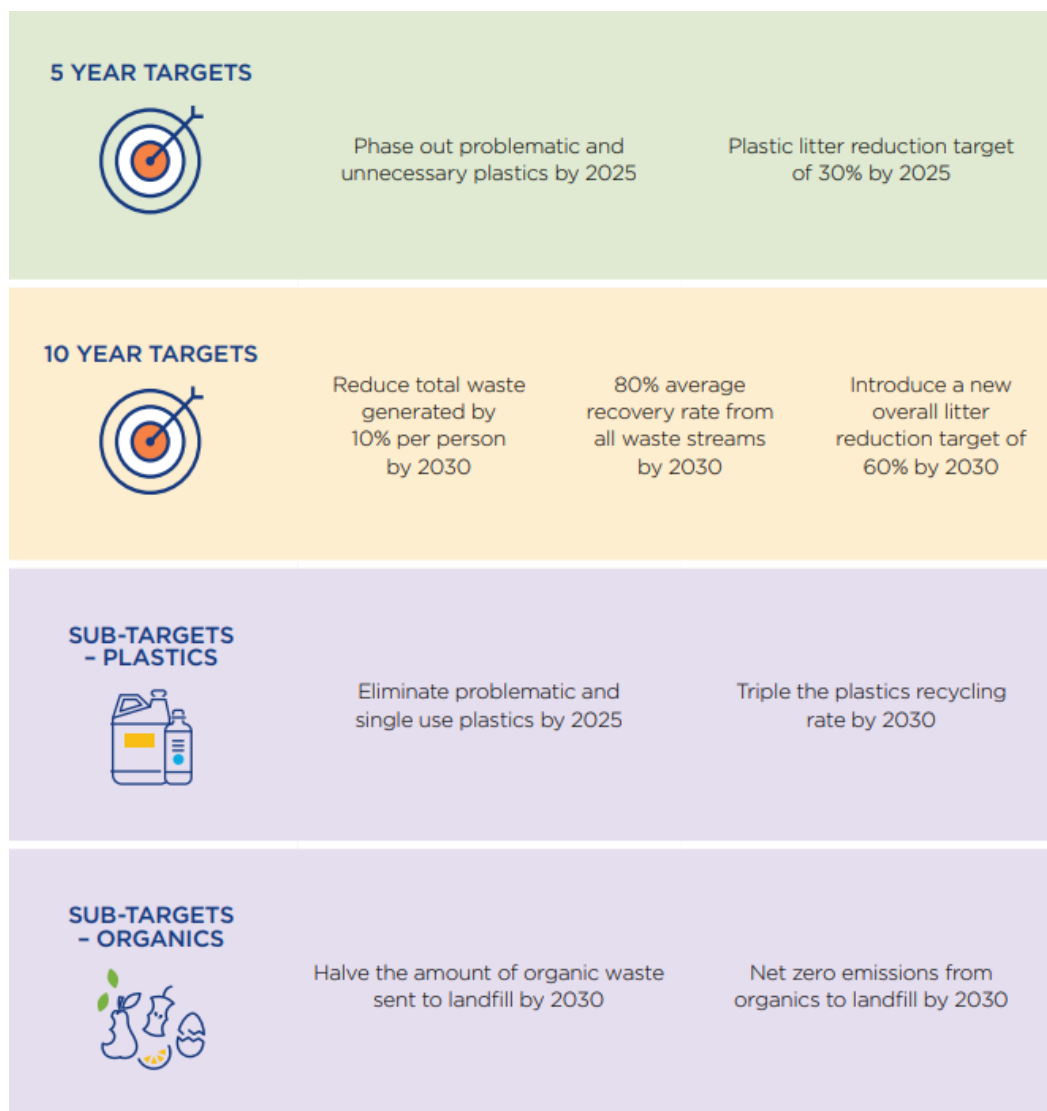 5 YEAR TARGETS
Phase out problematic and
unnecessary plastics by 2025
Plastic litter reduction target
of 30% by 2025
10 YEAR TARGETS
Reduce total waste
generated by
10% per person
by 2030
80% average
recovery rate from
all waste streams
by 2030
Introduce a new
overall litter
reduction target of
60% by 2030
SUB-TARGETS
– PLASTICS
Eliminate problematic and
single use plastics by 2025
Triple the plastics recycling
rate by 2030
SUB-TARGETS
– ORGANICS
Halve the amount of organic waste
sent to landfill by 2030
Net zero emissions from
organics to landfill by 2030